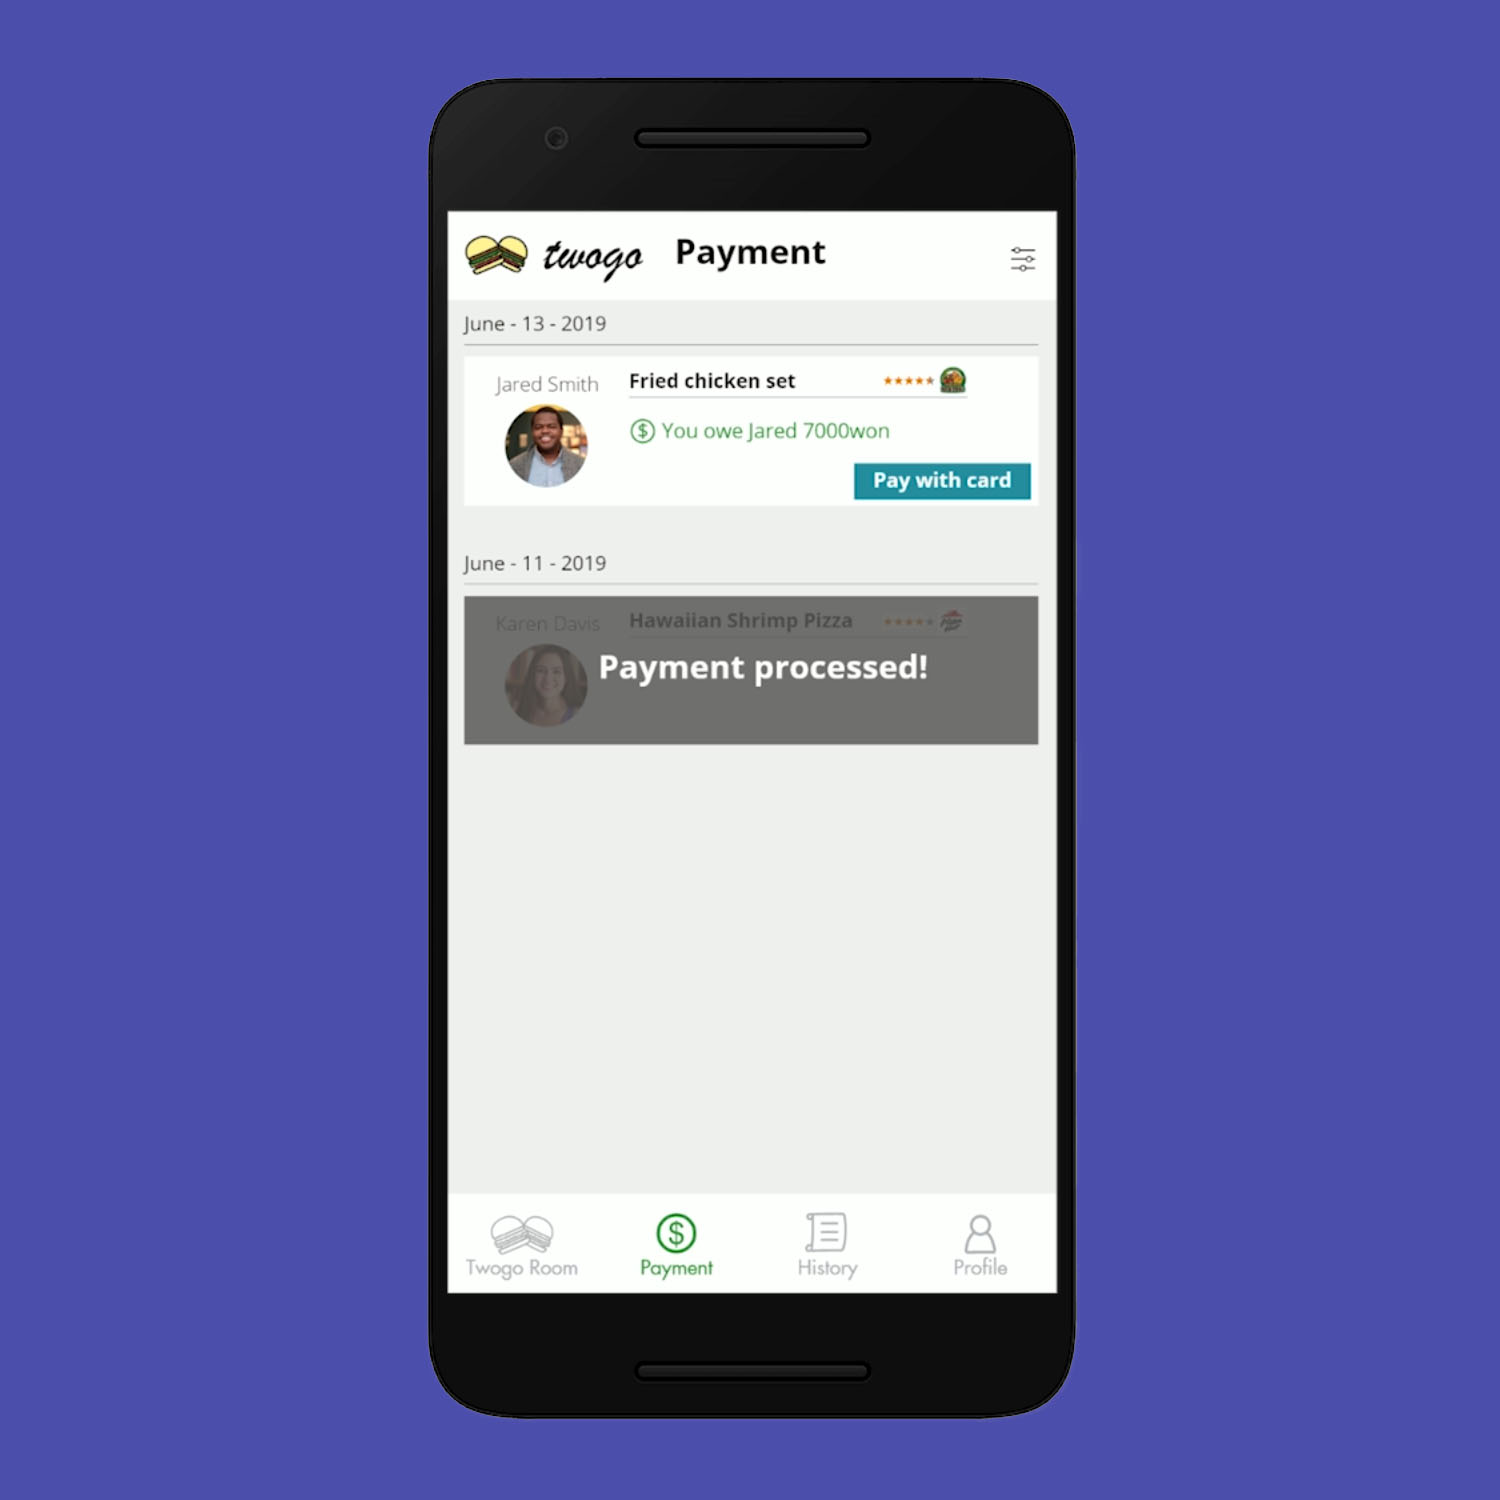 twogo Payment
June - 13 - 2019
Jared Smith
Fried chicken set
You owe Jared 7000won
Pay with card
June - 11 - 2019
Karen Davis
Hawaiian Shrimp Pizza
Payment processed!
Twogo Room
Payment
History
Profile